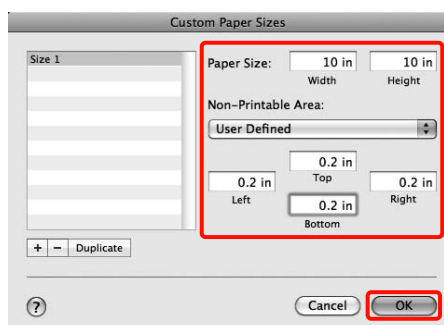 Custom Paper Sizes
Size 1
Paper Size: 10 in 10 in
Width Height
Non-Printable Area:
User Defined
0.2 in
Top
0.2 in 0.2 in
Left Right
0.2 in
Bottom
+ − Duplicate
? Cancel OK